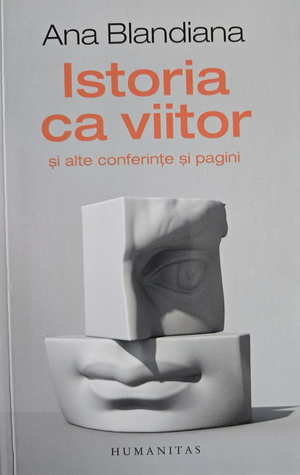 Ana Blandiana
Istoria
ca viitor
și alte conferințe și pagini
HUMANITAS